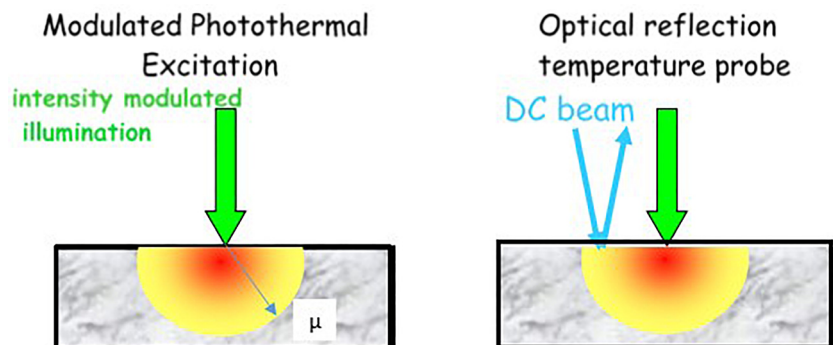 Modulated Photothermal
Excitation
intensity modulated
illumination
μ
Optical reflection
temperature probe
DC beam